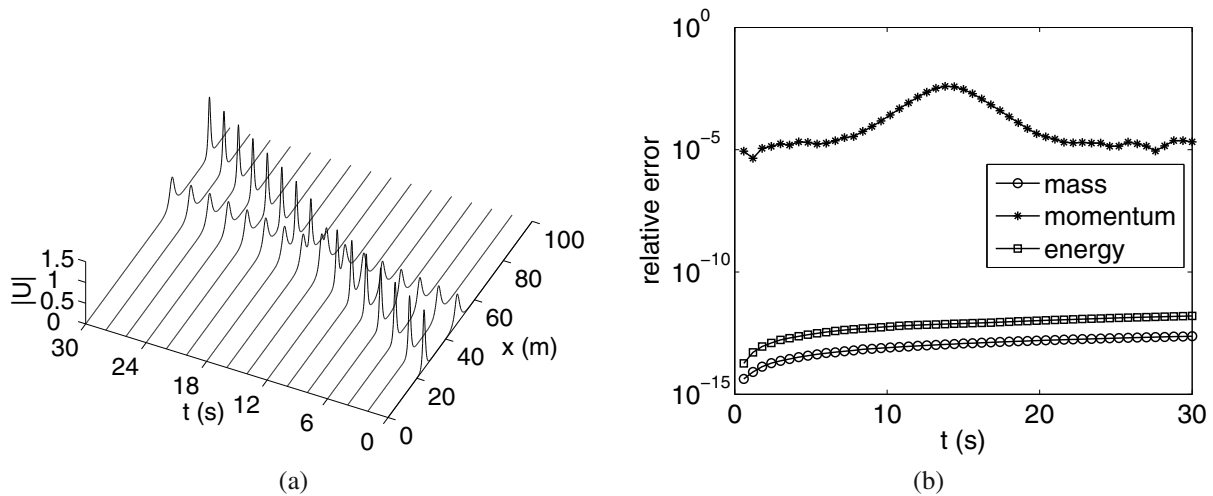 1.5
1
0.5
0
|U|
30
24
18
12
6
0
t (s)
0
20
40
60
80
100
x (m)
(a)
10^0
10^-5
10^-10
10^-15
relative error
mass
momentum
energy
0
10
20
30
t (s)
(b)